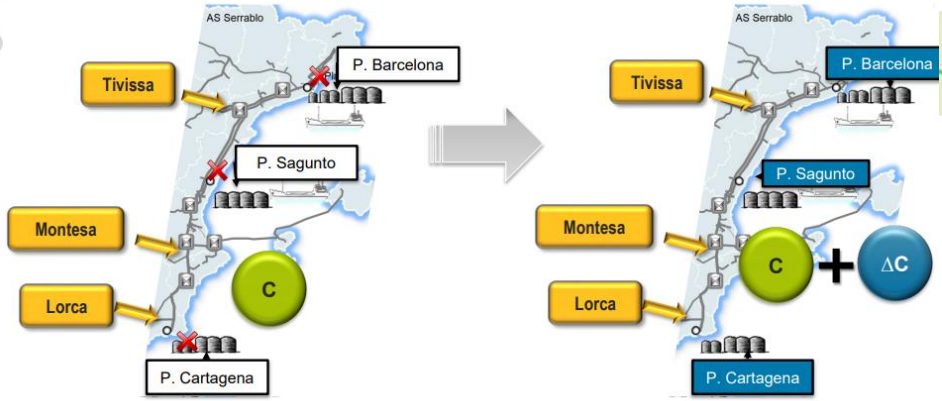 AS Serrablo
P. Barcelona
Tivissa
P. Sagunto
Montesa
C
Lorca
P. Cartagena
AS Serrablo
P. Barcelona
Tivissa
P. Sagunto
Montesa
C
+
ΔC
Lorca
P. Cartagena